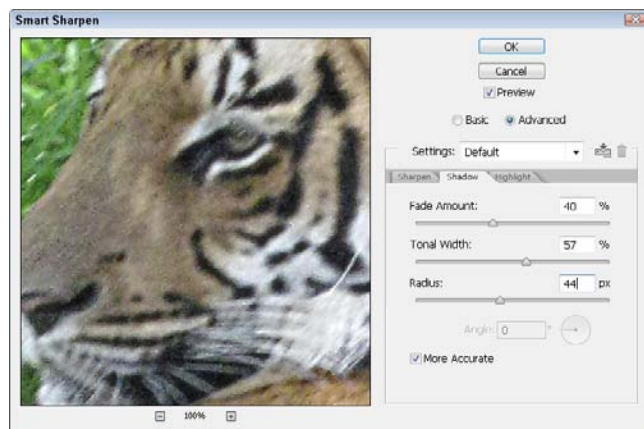 Smart Sharpen
OK
Cancel
Preview
Basic Advanced
Settings: Default
Sharpen Shadow Highlight
Fade Amount: 40 %
Tonal Width: 57 %
Radius: 44 px
Angle: 0 °
More Accurate
100%